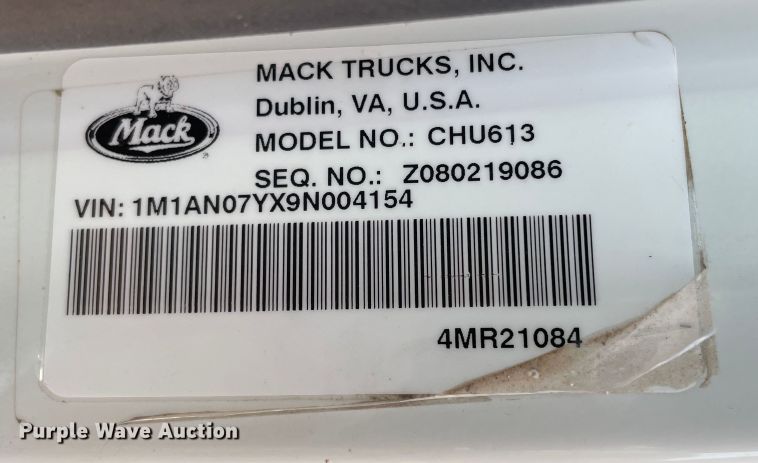 MACK TRUCKS, INC.
Dublin, VA, U.S.A.
Mack
MODEL NO.: CHU613
SEQ. NO.: Z080219086
VIN: 1M1AN07YX9N004154
4MR21084
Purple Wave Auction